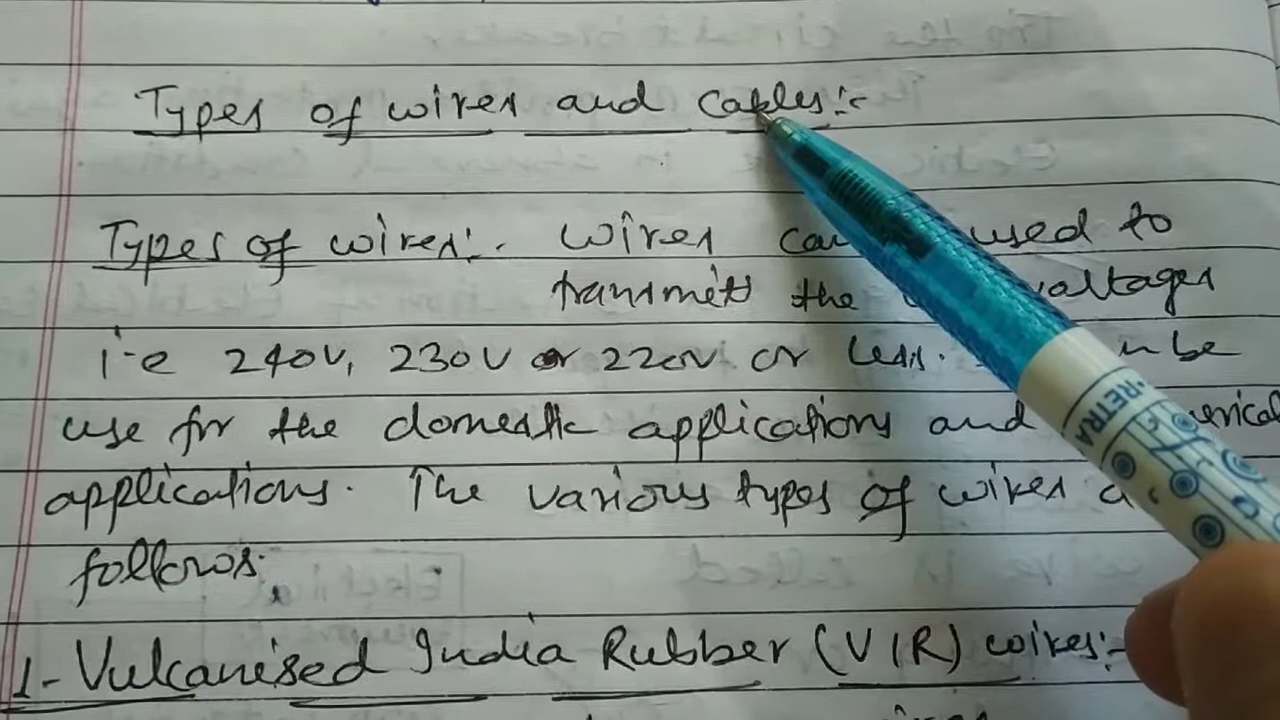 Types of wires and cables:-
Types of wires:- wires can used to
transmitt the voltages
i-e 240V, 230V or 220V or less. be
use for the domestic applications and
applications. The various types of wires
follows.
1- Vulcanised India Rubber (VIR) wires:-
RETRA